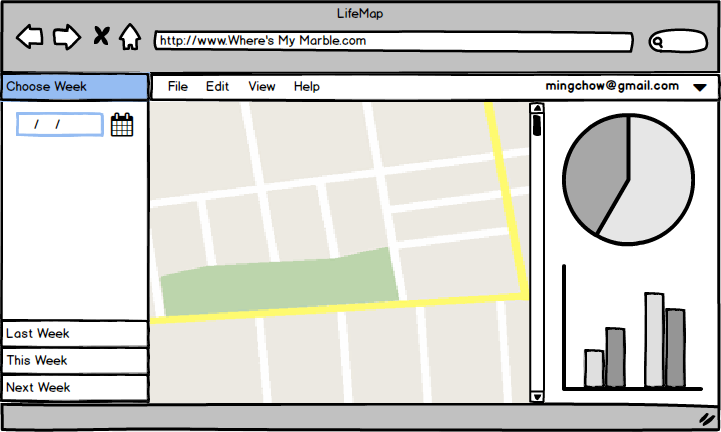 LifeMap
http://www.Where's My Marble.com
Choose Week
File Edit View Help
mingchow@gmail.com
/ /
Last Week
This Week
Next Week